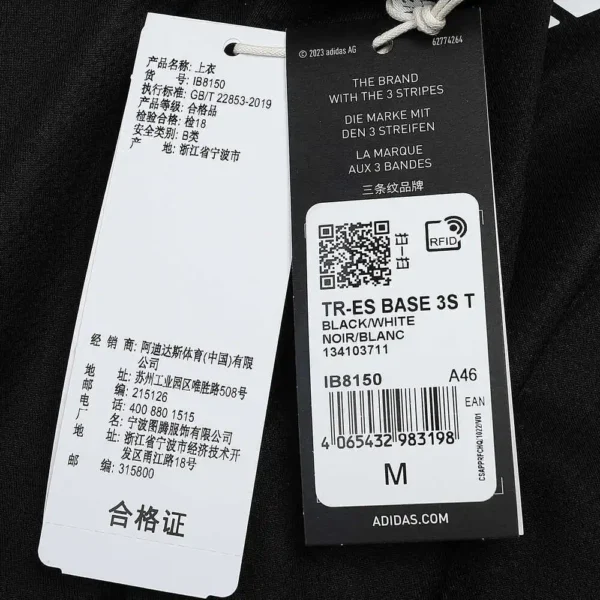 产品名称: 上衣
货 号: IB8150
执行标准: GB/T 22853-2019
产品等级: 合格品
检验合格: 检18
安全类别: B类
产 地: 浙江省宁波市
经 销 商: 阿迪达斯体育(中国)有限
公司
地 址: 苏州工业园区唯胜路508号
邮 编: 215126
电 话: 400 880 1515
厂 名: 宁波图腾服饰有限公司
地 址: 浙江省宁波市经济技术开
发区甬江路18号
邮 编: 315800
合格证
© 2023 adidas AG
62774264
THE BRAND
WITH THE 3 STRIPES
DIE MARKE MIT
DEN 3 STREIFEN
LA MARQUE
AUX 3 BANDES
三条纹品牌
RFID
TR-ES BASE 3S T
BLACK/WHITE
NOIR/BLANC
134103711
IB8150 A46
EAN
4 065432 983198
M
ADIDAS.COM